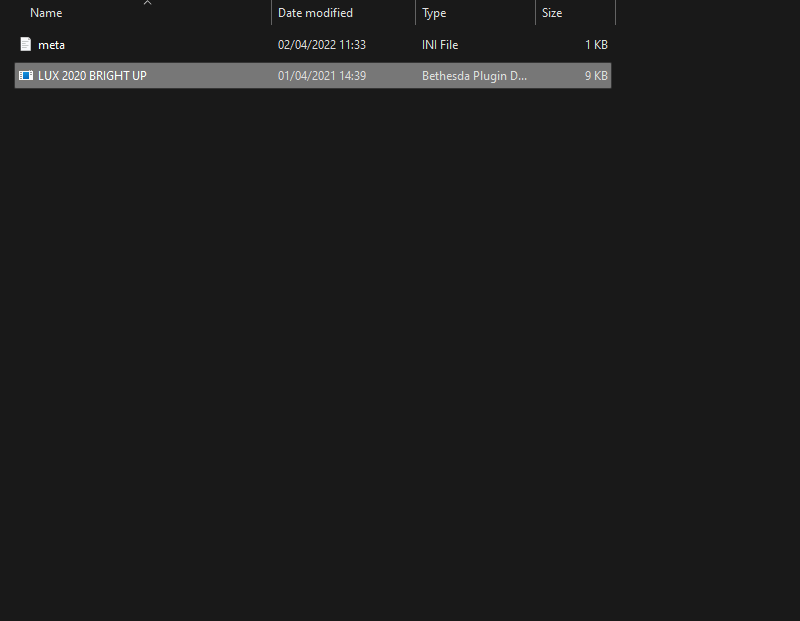 Name Date modified Type Size
meta 02/04/2022 11:33 INI File 1 KB
LUX 2020 BRIGHT UP 01/04/2021 14:39 Bethesda Plugin D... 9 KB